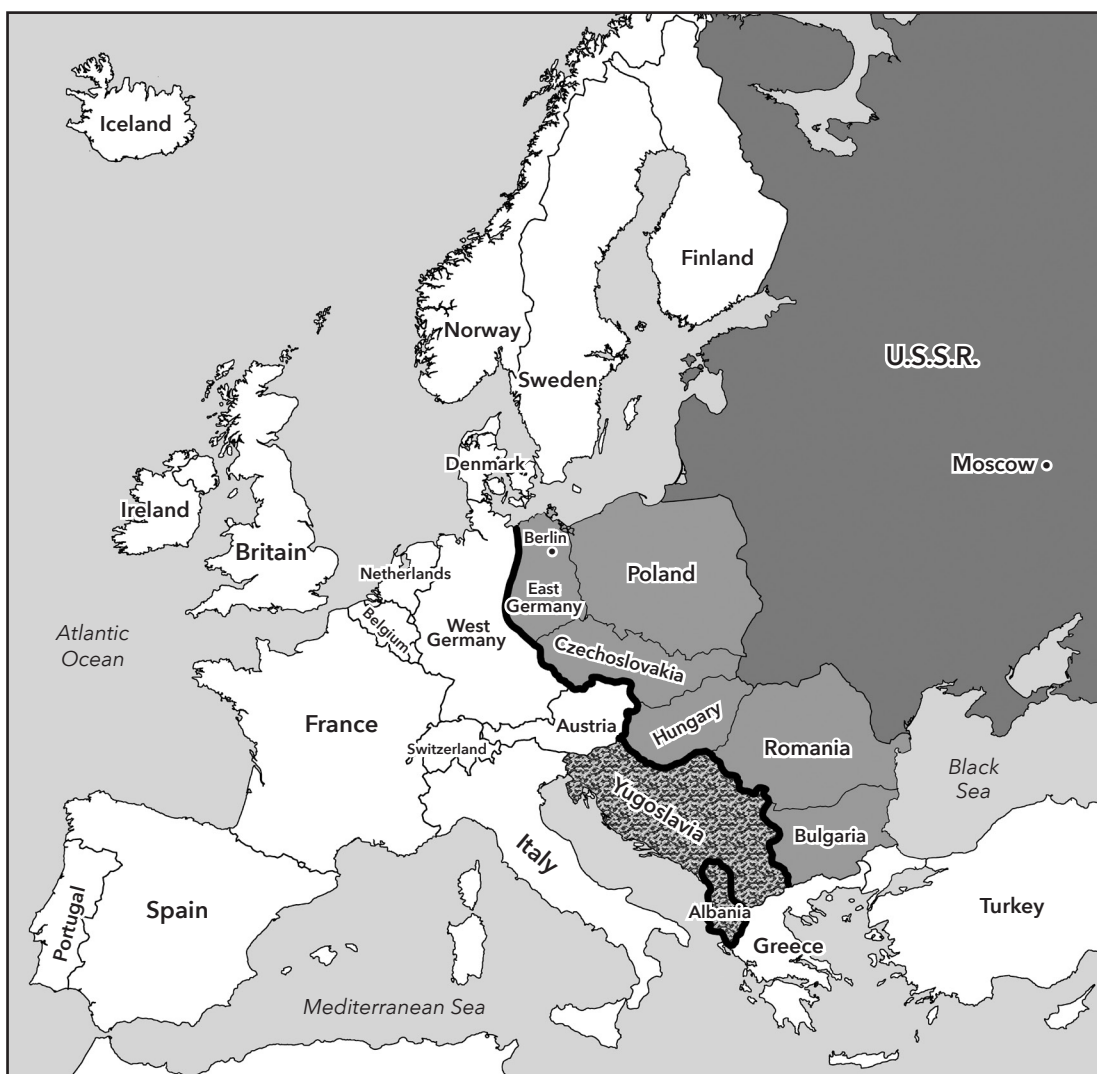 Iceland
Finland
Norway
U.S.S.R.
Sweden
Denmark
Moscow
Ireland
Britain
Berlin
Netherlands
Poland
East
Germany
Belgium
West
Germany
Atlantic
Ocean
Czechoslovakia
France
Austria
Hungary
Switzerland
Romania
Black
Sea
Yugoslavia
Bulgaria
Italy
Portugal
Spain
Albania
Turkey
Greece
Mediterranean Sea